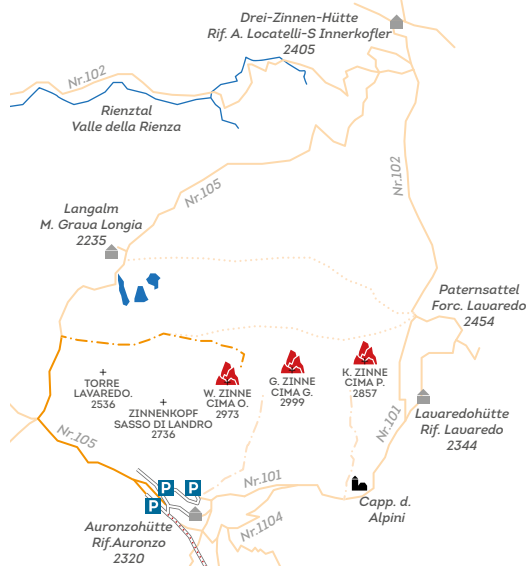 Drei-Zinnen-Hütte
Rif. A. Locatelli-S Innerkofler
2405
Nr.102
Rienztal
Valle della Rienza
Nr.102
Nr.105
Langalm
M. Grava Longia
2235
Paternsattel
Forc. Lavaredo
2454
TORRE
LAVAREDO.
2536
ZINNENKOPF
SASSO DI LANDRO
2736
W. ZINNE
CIMA O.
2973
G. ZINNE
CIMA G.
2999
K. ZINNE
CIMA P.
2857
Lavaredohütte
Rif. Lavaredo
2344
Nr.101
Nr.105
Nr.101
P
P
P
Capp. d.
Alpini
Auronzohütte
Rif.Auronzo
2320
Nr.1104